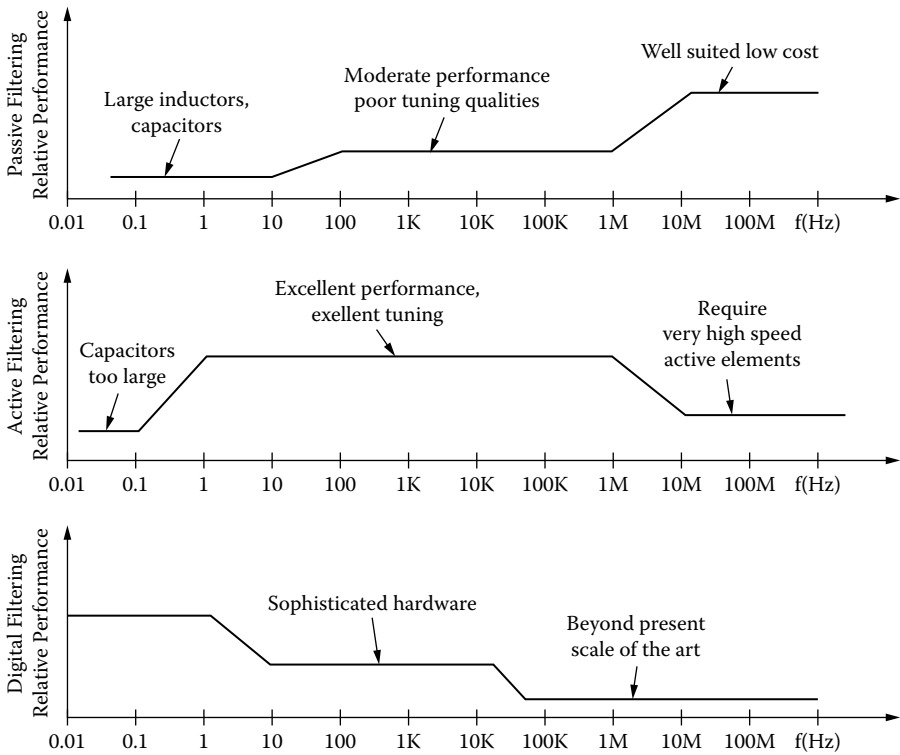 Passive Filtering
Relative Performance
Large inductors,
capacitors
Moderate performance
poor tuning qualities
Well suited low cost
0.01 0.1 1 10 100 1K 10K 100K 1M 10M 100M f(Hz)
Active Filtering
Relative Performance
Capacitors
too large
Excellent performance,
exellent tuning
Require
very high speed
active elements
0.01 0.1 1 10 100 1K 10K 100K 1M 10M 100M f(Hz)
Digital Filtering
Relative Performance
Sophisticated hardware
Beyond present
scale of the art
0.01 0.1 1 10 100 1K 10K 100K 1M 10M 100M f(Hz)